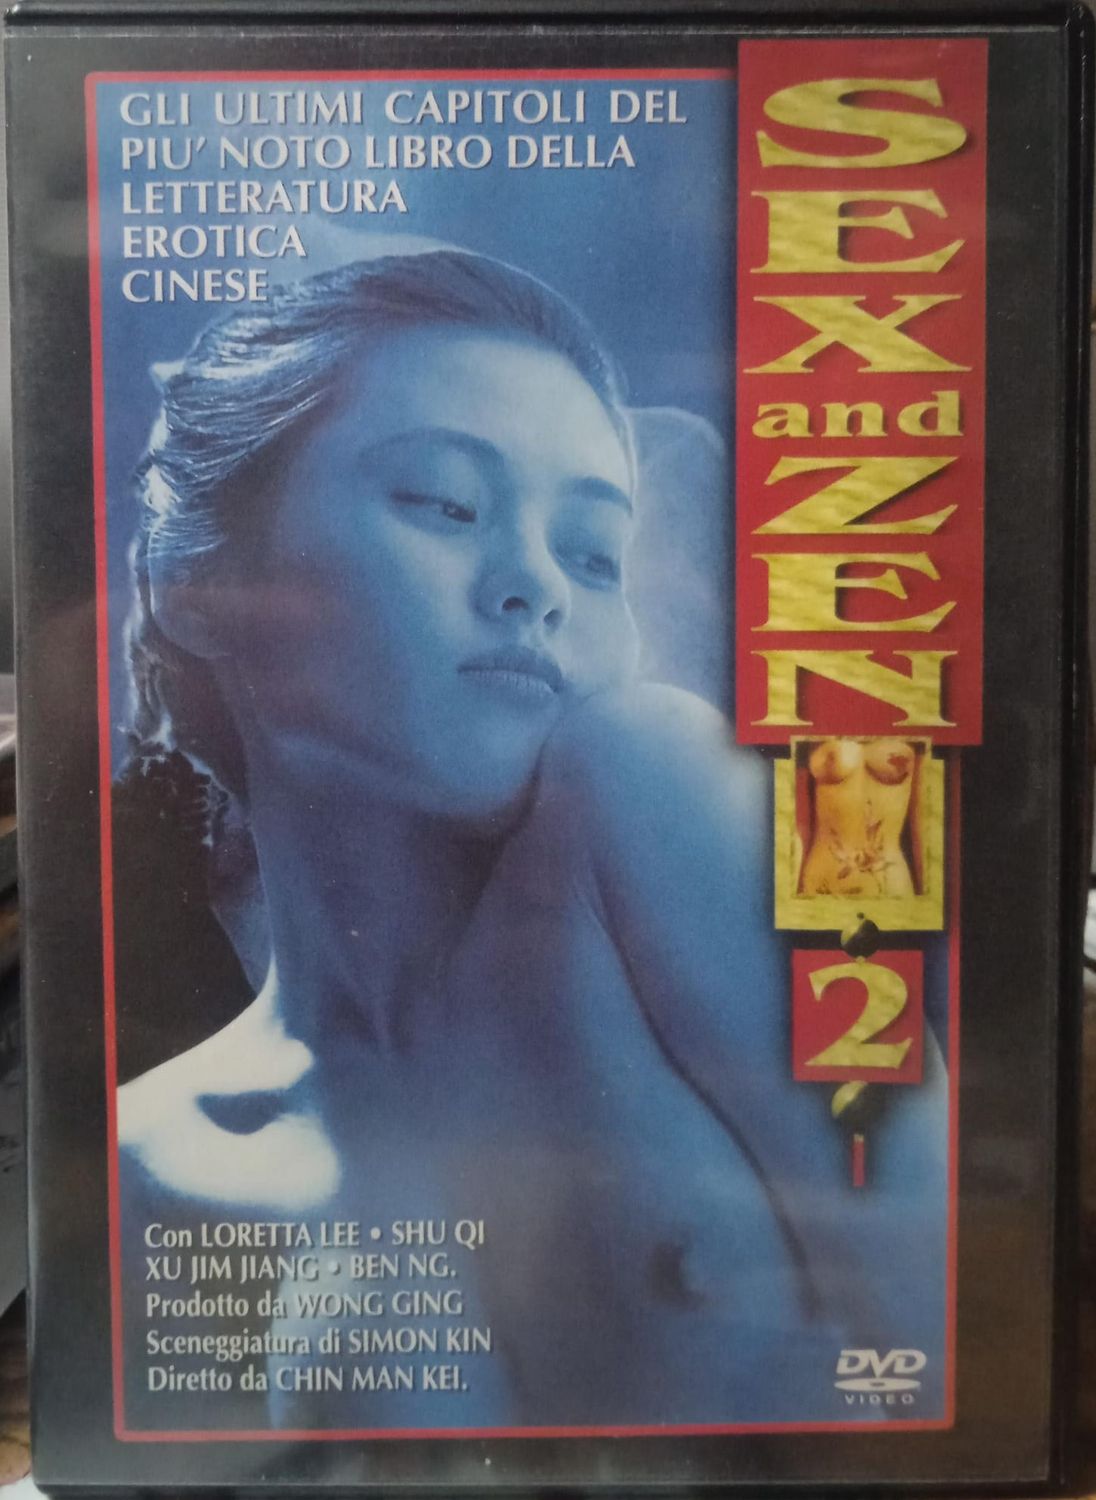 GLI ULTIMI CAPITOLI DEL
PIU' NOTO LIBRO DELLA
LETTERATURA
EROTICA
CINESE
SEX
and
ZEN
2
Con LORETTA LEE • SHU QI
XU JIM JIANG • BEN NG.
Prodotto da WONG GING
Sceneggiatura di SIMON KIN
Diretto da CHIN MAN KEI.
DVD
VIDEO